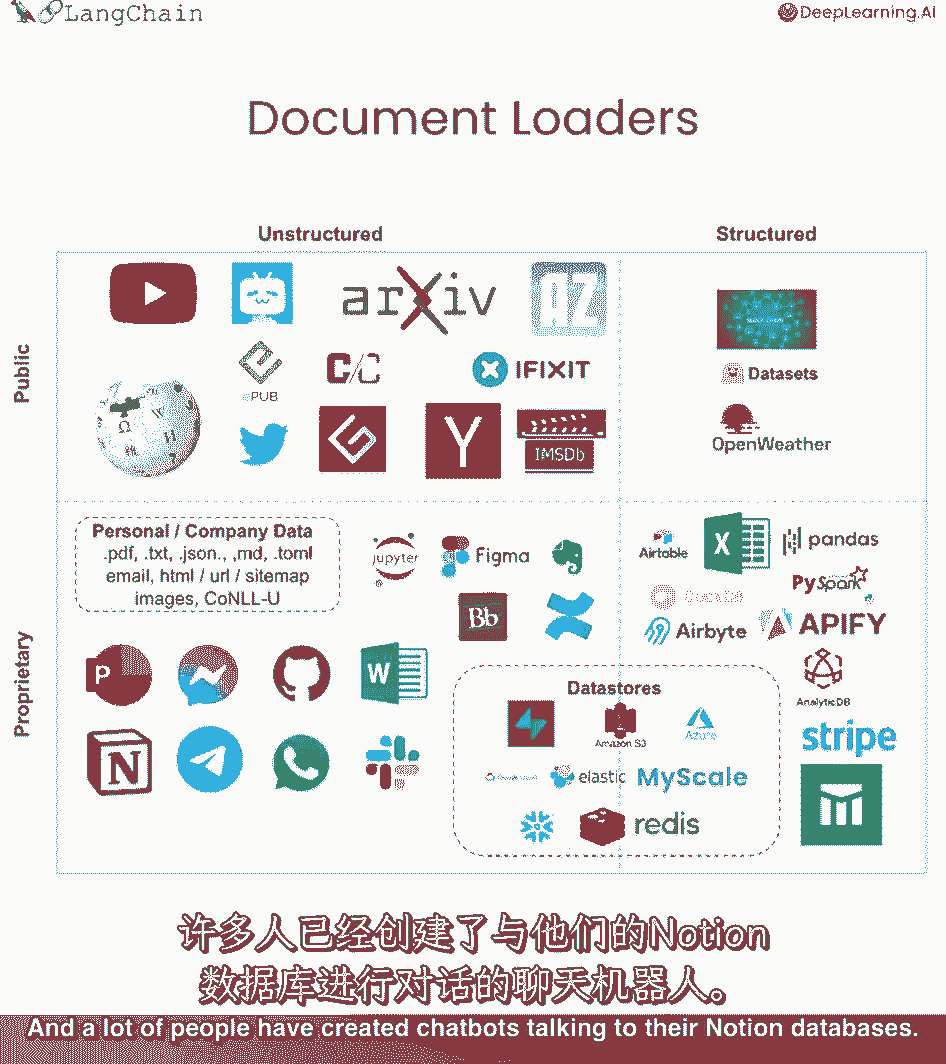 LangChain
DeepLearning.AI
Document Loaders
Unstructured
Structured
Public
arXiv
AZ
Datasets
ePUB
C/C
IFIXIT
Y
IMSDb
OpenWeather
Proprietary
Personal / Company Data
.pdf, .txt, .json., ,md, .toml
email, html / url / sitemap
images, CoNLL-U
jupyter
Figma
Airtable
X
pandas
PySpark
DuckDB
Bb
Airbyte
APIFY
P
W
Datastores
AnalyticDB
Amazon S3
Azure
stripe
N
elastic
MyScale
redis
许多人已经创建了与他们的Notion
数据库进行对话的聊天机器人。
And a lot of people have created chatbots talking to their Notion databases.